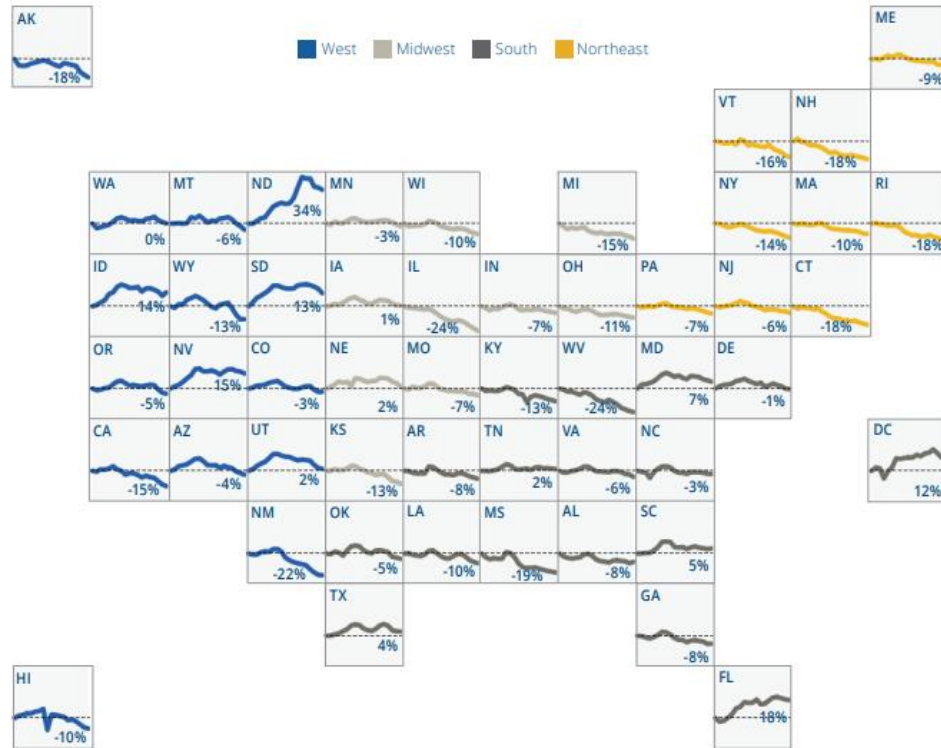 AK
-18%
West Midwest South Northeast
ME
-9%
VT
-16%
NH
-18%
WA
0%
MT
-6%
ND
34%
MN
-3%
WI
-10%
MI
-15%
NY
-14%
MA
-10%
RI
-18%
ID
14%
WY
-13%
SD
13%
IA
1%
IL
-24%
IN
-7%
OH
-11%
PA
-7%
NJ
-6%
CT
-18%
OR
-5%
NV
15%
CO
-3%
NE
2%
MO
-7%
KY
-13%
WV
-24%
MD
7%
DE
-1%
CA
-15%
AZ
-4%
UT
2%
KS
-13%
AR
-8%
TN
2%
VA
-6%
NC
-3%
DC
12%
NM
-22%
OK
-5%
LA
-10%
MS
-19%
AL
-8%
SC
5%
TX
4%
GA
-8%
HI
-10%
FL
18%